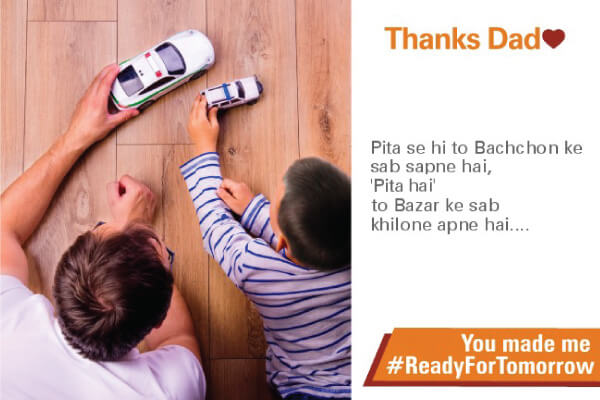 Thanks Dad
Pita se hi to Bachchon ke
sab sapne hai,
'Pita hai'
to Bazar ke sab
khilone apne hai....
You made me
#ReadyForTomorrow